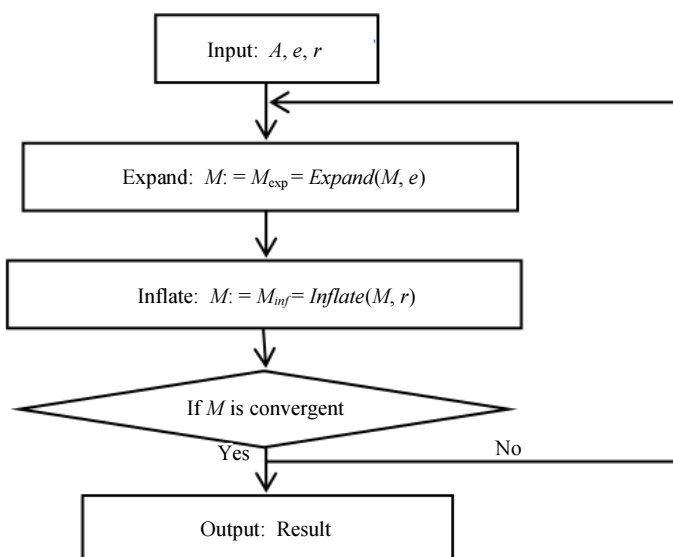 Input: A, e, r
Expand: M: = Mexp = Expand(M, e)
Inflate: M: = Minf = Inflate(M, r)
If M is convergent
Yes
No
Output: Result